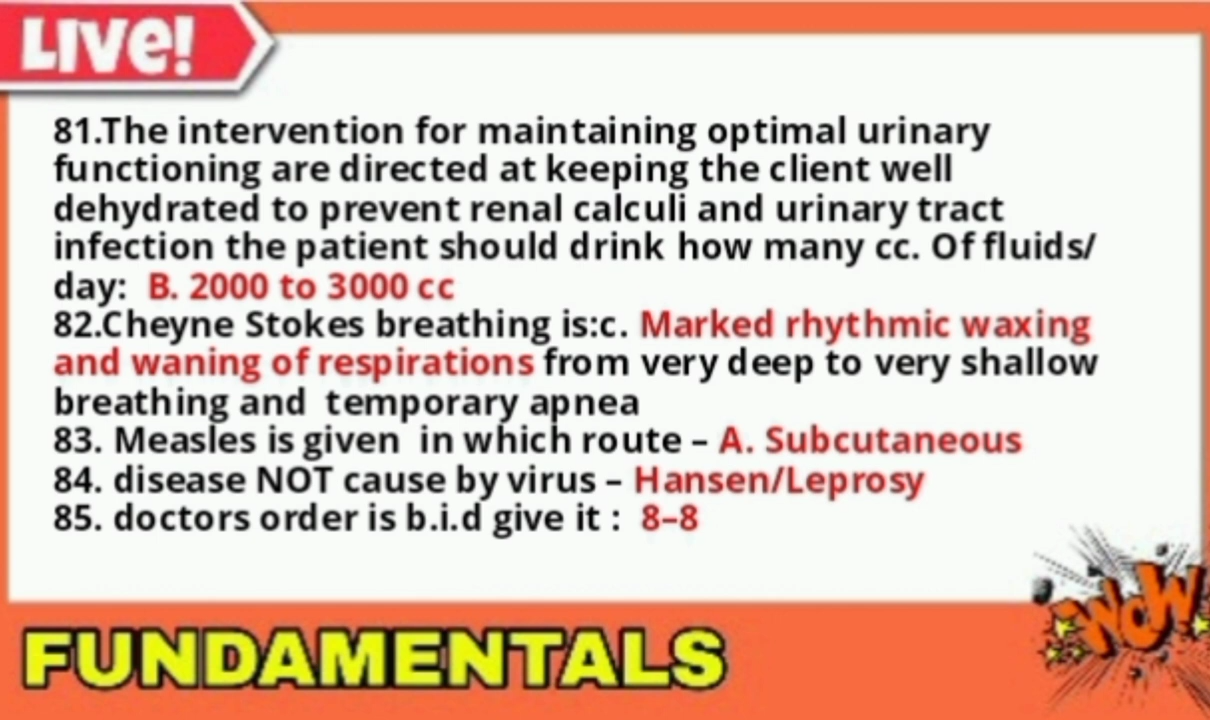 LIVe!
81.The intervention for maintaining optimal urinary
functioning are directed at keeping the client well
dehydrated to prevent renal calculi and urinary tract
infection the patient should drink how many cc. Of fluids/
day:  B. 2000 to 3000 cc
82.Cheyne Stokes breathing is:c. Marked rhythmic waxing
and waning of respirations from very deep to very shallow
breathing and  temporary apnea
83. Measles is given  in which route – A. Subcutaneous
84. disease NOT cause by virus – Hansen/Leprosy
85. doctors order is b.i.d give it :  8–8
WOW
FUNDAMENTALS